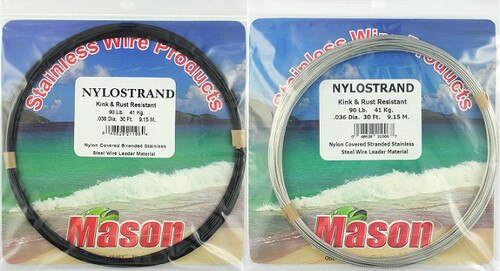 Stainless Wire Products
NYLOSTRAND
Kink & Rust Resistant
90 Lb. 41 Kg.
.036 Dia. 30 Ft. 9.15 M.
Nylon Covered Stranded Stainless
Steel Wire Leader Material
Mason
Stainless Wire Products
NYLOSTRAND
Kink & Rust Resistant
90 Lb. 41 Kg.
.036 Dia. 30 Ft. 9.15 M.
Nylon Covered Stranded Stainless
Steel Wire Leader Material
Mason